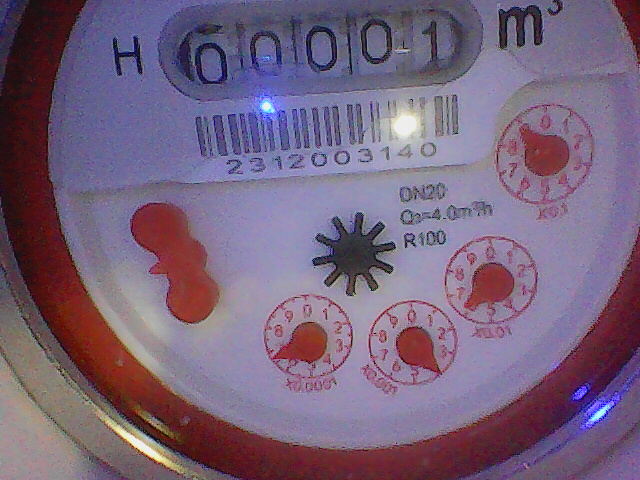 H 00001 m³
2312003140
DN20
Q₃=4.0m³/h
R100
X0.1
X0.01
X0.001
X0.0001